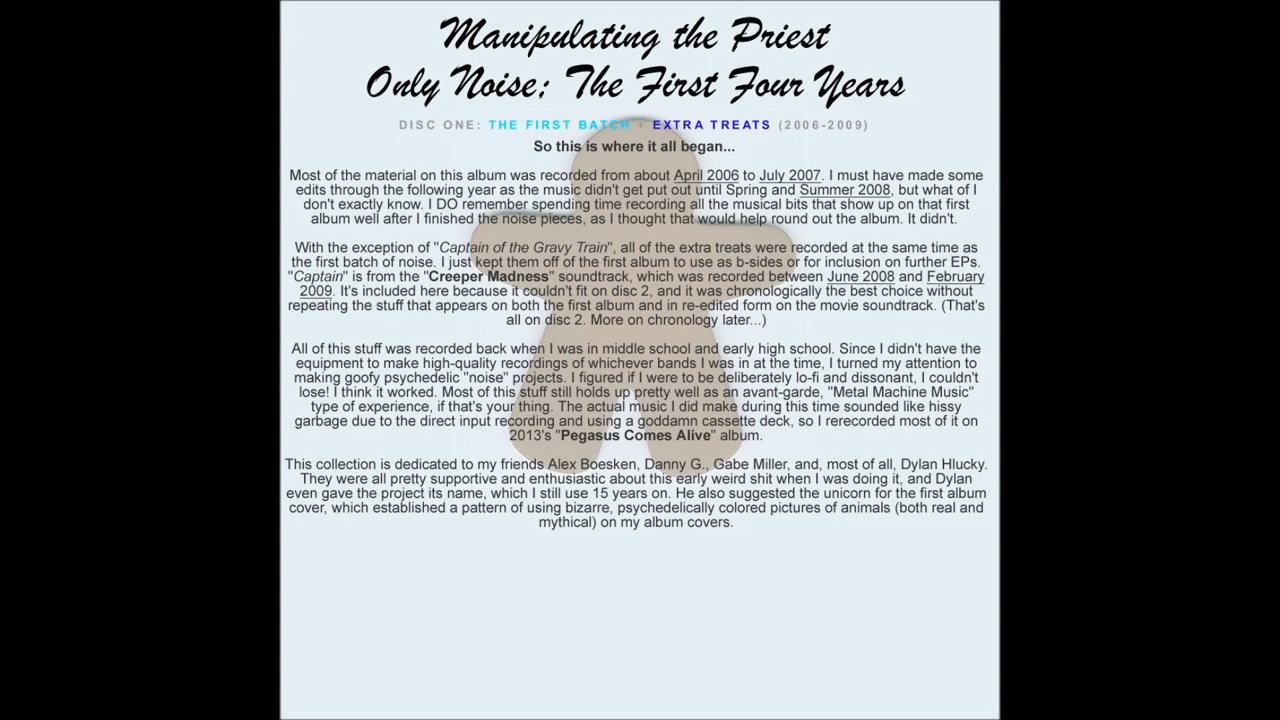 Manipulating the Priest
Only Noise: The First Four Years
DISC ONE: THE FIRST BATCH + EXTRA TREATS (2006-2009)
So this is where it all began...
Most of the material on this album was recorded from about April 2006 to July 2007. I must have made some
edits through the following year as the music didn't get put out until Spring and Summer 2008, but what of I
don't exactly know. I DO remember spending time recording all the musical bits that show up on that first
album well after I finished the noise pieces, as I thought that would help round out the album. It didn't.
With the exception of "Captain of the Gravy Train", all of the extra treats were recorded at the same time as
the first batch of noise. I just kept them off of the first album to use as b-sides or for inclusion on further EPs.
"Captain" is from the "Creeper Madness" soundtrack, which was recorded between June 2008 and February
2009. It's included here because it couldn't fit on disc 2, and it was chronologically the best choice without
repeating the stuff that appears on both the first album and in re-edited form on the movie soundtrack. (That's
all on disc 2. More on chronology later...)
All of this stuff was recorded back when I was in middle school and early high school. Since I didn't have the
equipment to make high-quality recordings of whichever bands I was in at the time, I turned my attention to
making goofy psychedelic "noise" projects. I figured if I were to be deliberately lo-fi and dissonant, I couldn't
lose! I think it worked. Most of this stuff still holds up pretty well as an avant-garde, "Metal Machine Music"
type of experience, if that's your thing. The actual music I did make during this time sounded like hissy
garbage due to the direct input recording and using a goddamn cassette deck, so I rerecorded most of it on
2013's "Pegasus Comes Alive" album.
This collection is dedicated to my friends Alex Boesken, Danny G., Gabe Miller, and, most of all, Dylan Hlucky.
They were all pretty supportive and enthusiastic about this early weird shit when I was doing it, and Dylan
even gave the project its name, which I still use 15 years on. He also suggested the unicorn for the first album
cover, which established a pattern of using bizarre, psychedelically colored pictures of animals (both real and
mythical) on my album covers.